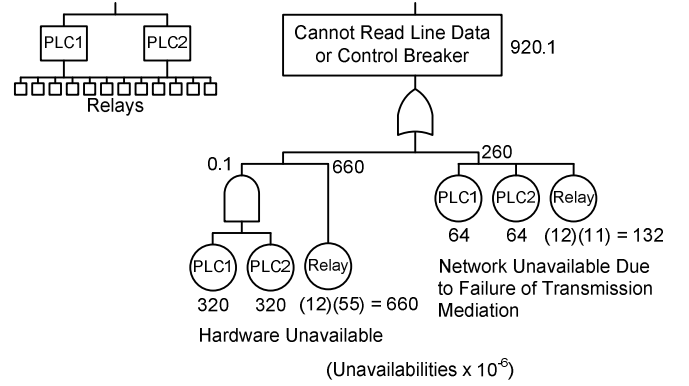 PLC1
PLC2
Relays
Cannot Read Line Data
or Control Breaker
920.1
0.1
660
260
PLC1
PLC2
Relay
64
64
(12)(11) = 132
Network Unavailable Due
to Failure of Transmission
Mediation
PLC1
PLC2
Relay
320
320
(12)(55) = 660
Hardware Unavailable
(Unavailabilities x 10⁻⁶)